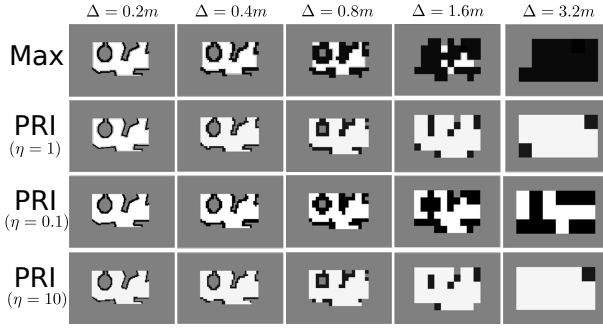 Δ = 0.2m Δ = 0.4m Δ = 0.8m Δ = 1.6m Δ = 3.2m
Max
PRI
(η = 1)
PRI
(η = 0.1)
PRI
(η = 10)